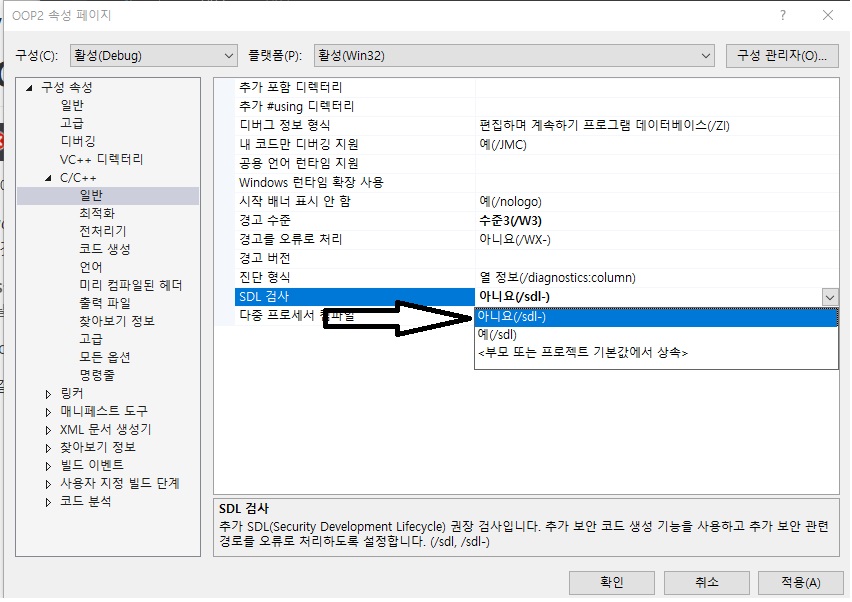 OOP2 속성 페이지
구성(C): 활성(Debug) 플랫폼(P): 활성(Win32) 구성 관리자(O)...
구성 속성
일반
고급
디버깅
VC++ 디렉터리
C/C++
일반
최적화
전처리기
코드 생성
언어
미리 컴파일된 헤더
출력 파일
찾아보기 정보
고급
모든 옵션
명령줄
링커
매니페스트 도구
XML 문서 생성기
찾아보기 정보
빌드 이벤트
사용자 지정 빌드 단계
코드 분석
추가 포함 디렉터리
추가 #using 디렉터리
디버그 정보 형식 편집하며 계속하기 프로그램 데이터베이스(/ZI)
내 코드만 디버깅 지원 예(/JMC)
공용 언어 런타임 지원
Windows 런타임 확장 사용
시작 배너 표시 안 함 예(/nologo)
경고 수준 수준3(/W3)
경고를 오류로 처리 아니요(/WX-)
경고 버전
진단 형식 열 정보(/diagnostics:column)
SDL 검사 아니요(/sdl-)
다중 프로세서 컴파일
아니요(/sdl-)
예(/sdl)
<부모 또는 프로젝트 기본값에서 상속>
SDL 검사
추가 SDL(Security Development Lifecycle) 권장 검사입니다. 추가 보안 코드 생성 기능을 사용하고 추가 보안 관련
경로를 오류로 처리하도록 설정합니다. (/sdl, /sdl-)
확인 취소 적용(A)